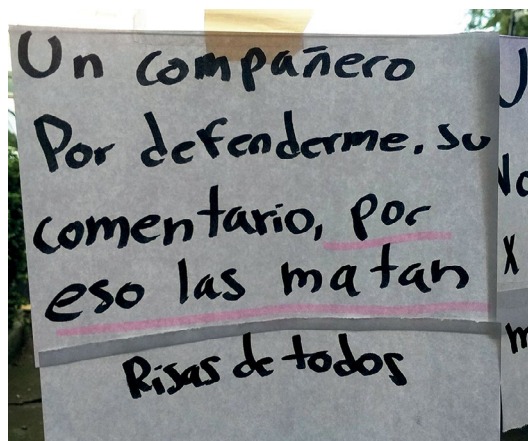 Un compañero
Por defenderme, su
comentario, por
eso las matan
Risas de todos